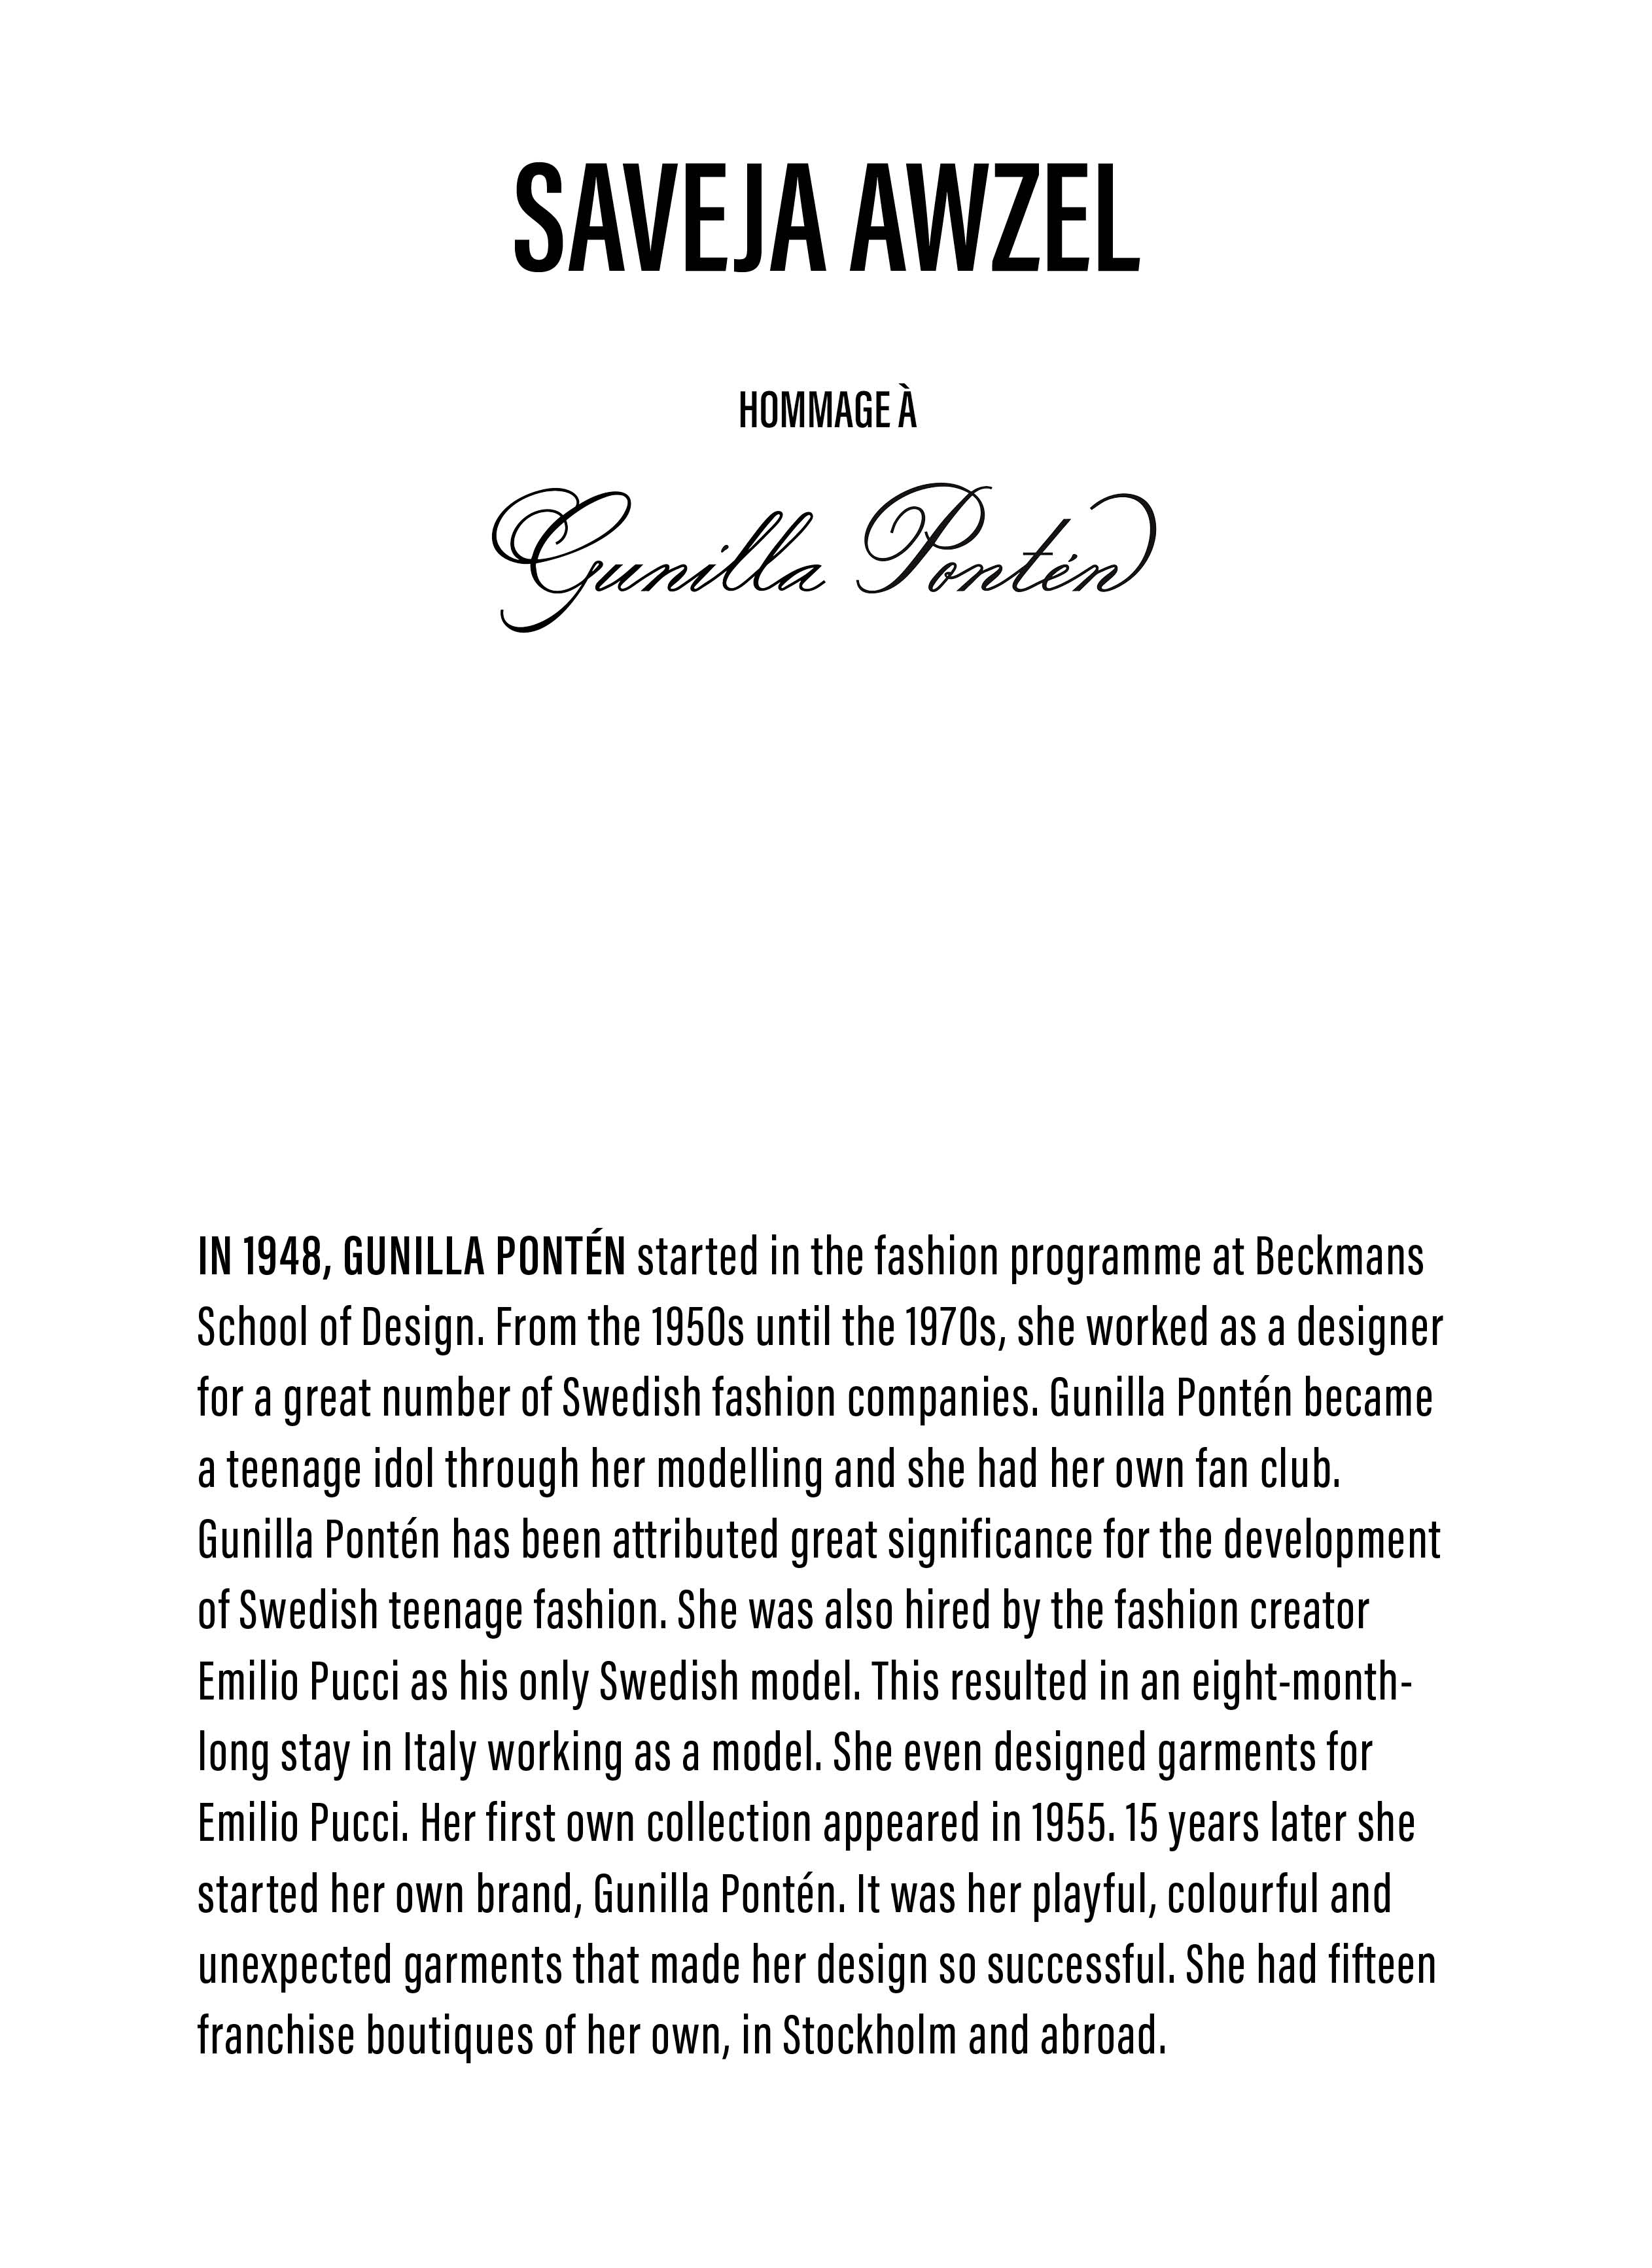 SAVEJA AWZEL
HOMMAGE À
Gunilla Pontén
IN 1948, GUNILLA PONTÉN started in the fashion programme at Beckmans
School of Design. From the 1950s until the 1970s, she worked as a designer
for a great number of Swedish fashion companies. Gunilla Pontén became
a teenage idol through her modelling and she had her own fan club.
Gunilla Pontén has been attributed great significance for the development
of Swedish teenage fashion. She was also hired by the fashion creator
Emilio Pucci as his only Swedish model. This resulted in an eight-month-
long stay in Italy working as a model. She even designed garments for
Emilio Pucci. Her first own collection appeared in 1955. 15 years later she
started her own brand, Gunilla Pontén. It was her playful, colourful and
unexpected garments that made her design so successful. She had fifteen
franchise boutiques of her own, in Stockholm and abroad.